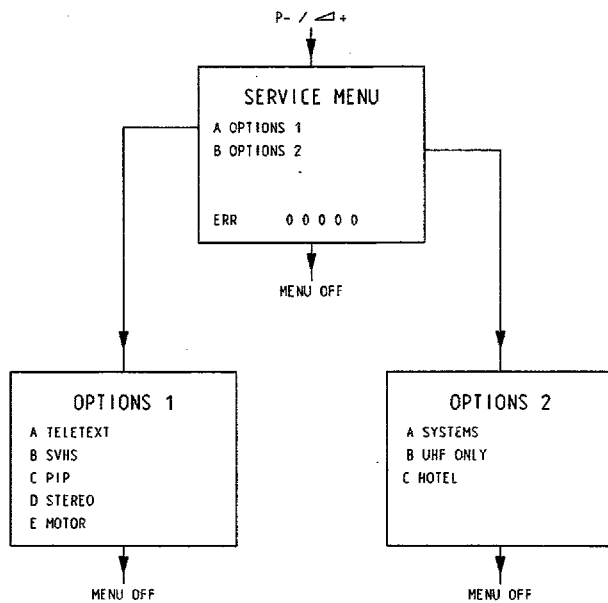 P- / ⊿ +
SERVICE MENU
A OPTIONS 1
B OPTIONS 2
ERR 0 0 0 0 0
MENU OFF
OPTIONS 1
A TELETEXT
B SVHS
C PIP
D STEREO
E MOTOR
MENU OFF
OPTIONS 2
A SYSTEMS
B UHF ONLY
C HOTEL
MENU OFF